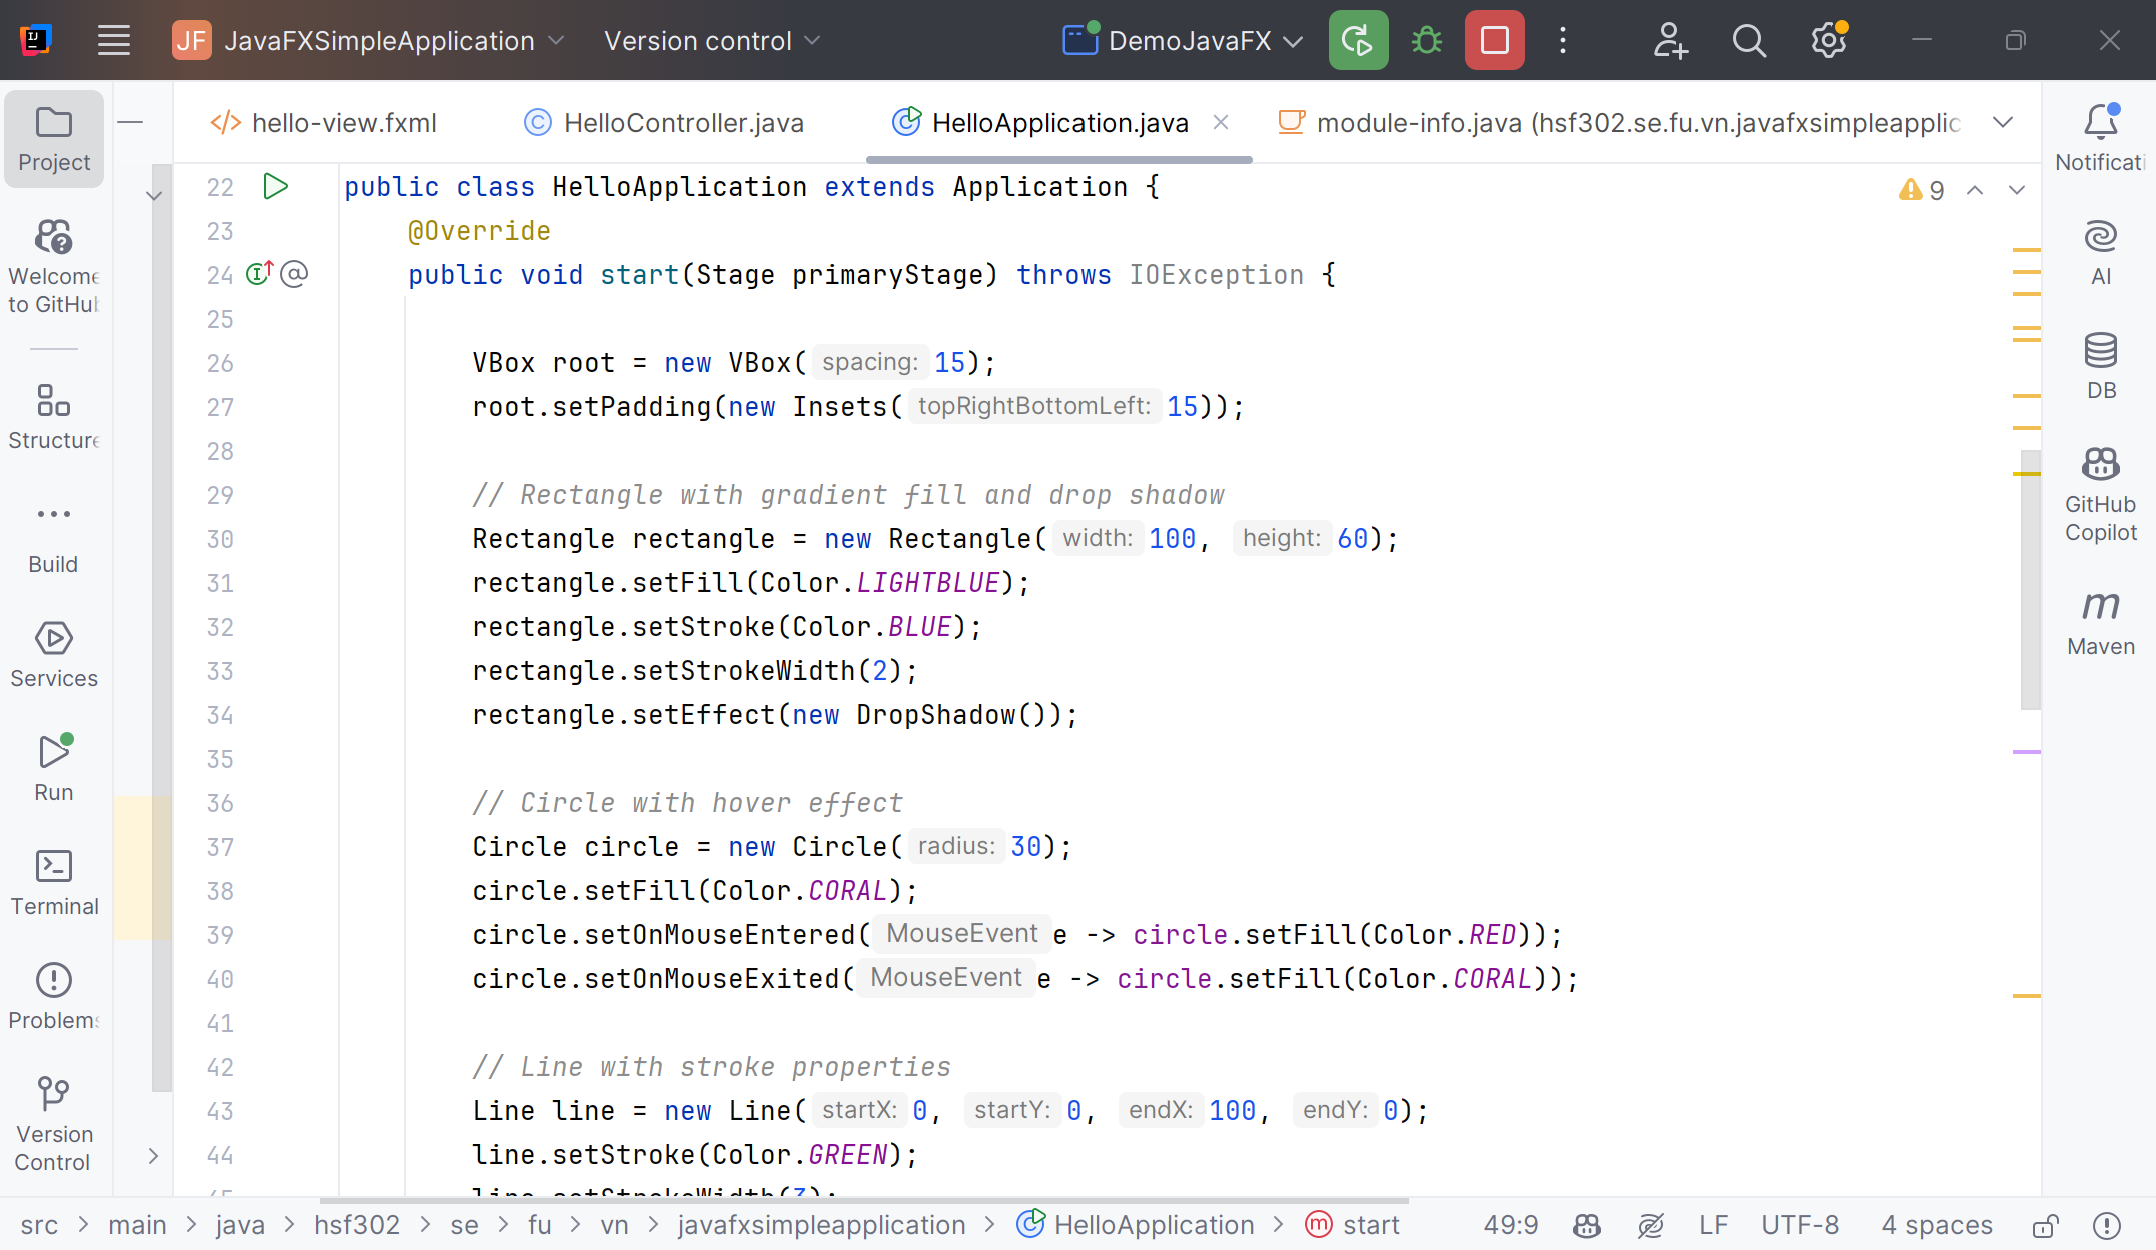 JF JavaFXSimpleApplication Version control DemoJavaFX
hello-view.fxml HelloController.java HelloApplication.java module-info.java (hsf302.se.fu.vn.javafxsimpleapplic
Project
Welcome
to GitHub
Structure
Build
Services
Run
Terminal
Problems
Version
Control
9
22 public class HelloApplication extends Application {
23 @Override
24 public void start(Stage primaryStage) throws IOException {
25
26 VBox root = new VBox( spacing: 15);
27 root.setPadding(new Insets( topRightBottomLeft: 15));
28
29 // Rectangle with gradient fill and drop shadow
30 Rectangle rectangle = new Rectangle( width: 100, height: 60);
31 rectangle.setFill(Color.LIGHTBLUE);
32 rectangle.setStroke(Color.BLUE);
33 rectangle.setStrokeWidth(2);
34 rectangle.setEffect(new DropShadow());
35
36 // Circle with hover effect
37 Circle circle = new Circle( radius: 30);
38 circle.setFill(Color.CORAL);
39 circle.setOnMouseEntered( MouseEvent e -> circle.setFill(Color.RED));
40 circle.setOnMouseExited( MouseEvent e -> circle.setFill(Color.CORAL));
41
42 // Line with stroke properties
43 Line line = new Line( startX: 0, startY: 0, endX: 100, endY: 0);
44 line.setStroke(Color.GREEN);
45 line.setStrokeWidth(3);
Notificati
AI
DB
GitHub
Copilot
m
Maven
src > main > java > hsf302 > se > fu > vn > javafxsimpleapplication > HelloApplication > m start 49:9 LF UTF-8 4 spaces